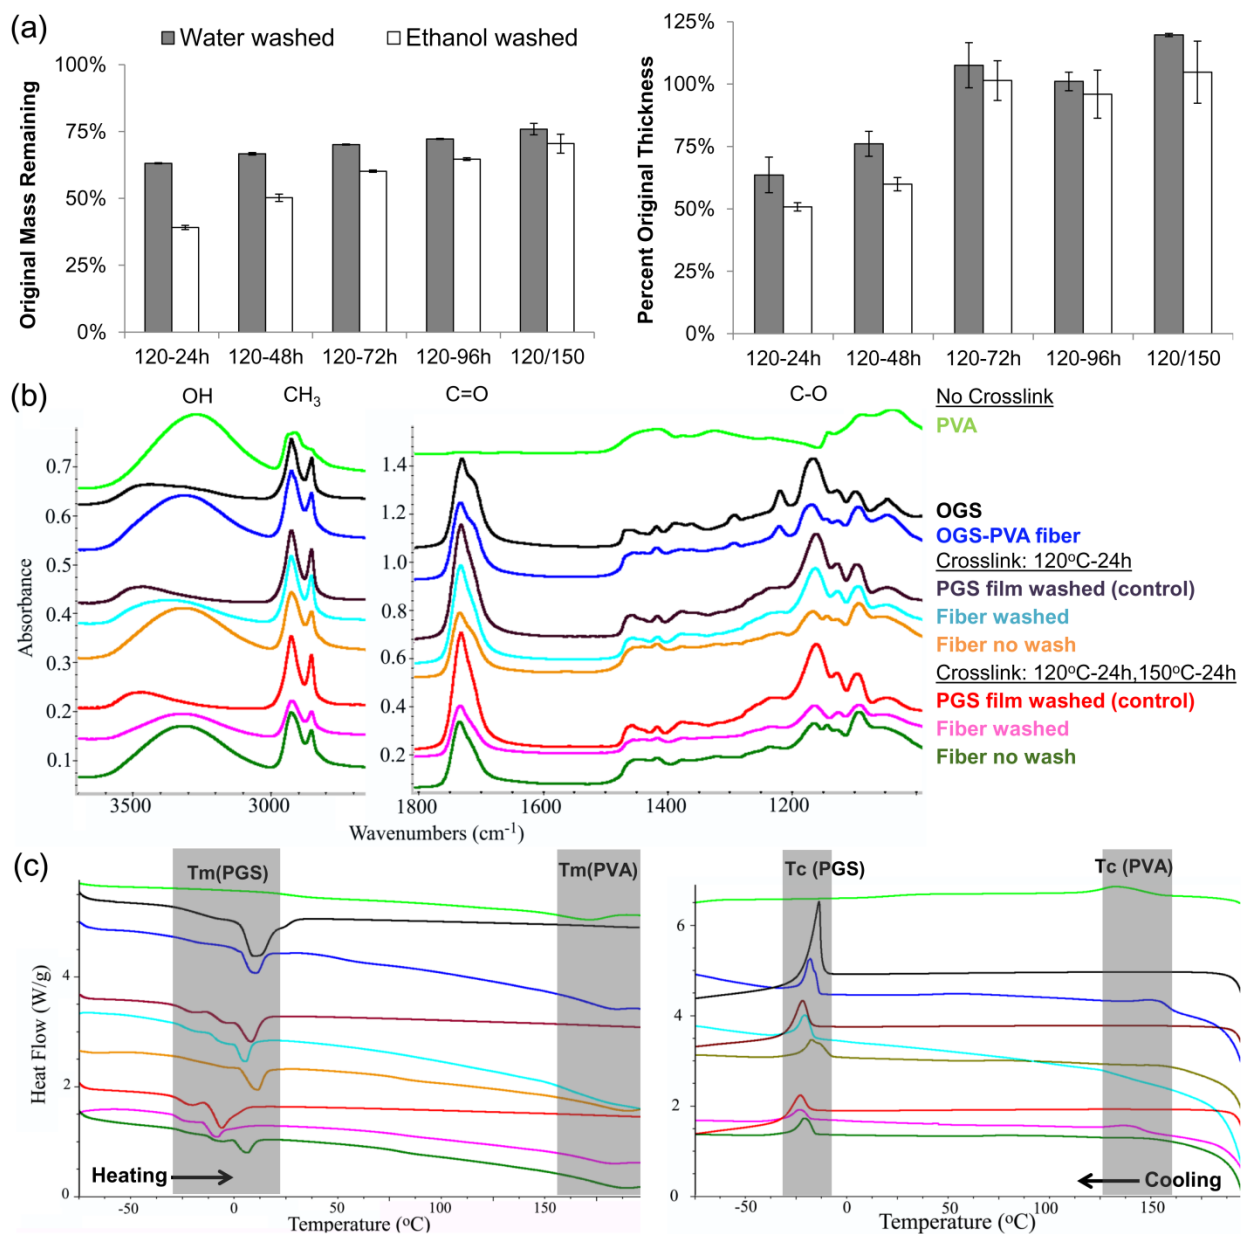 (a)
Water washed
Ethanol washed
Original Mass Remaining
100%
75%
50%
25%
0%
120-24h
120-48h
120-72h
120-96h
120/150
Percent Original Thickness
125%
100%
75%
50%
25%
0%
120-24h
120-48h
120-72h
120-96h
120/150
(b)
OH
CH3
C=O
C-O
Absorbance
0.7
0.6
0.5
0.4
0.3
0.2
0.1
3500
3000
1.4
1.2
1.0
0.8
0.6
0.4
0.2
1800
1600
1400
1200
Wavenumbers (cm-1)
No Crosslink
PVA
OGS
OGS-PVA fiber
Crosslink: 120oC-24h
PGS film washed (control)
Fiber washed
Fiber no wash
Crosslink: 120oC-24h,150oC-24h
PGS film washed (control)
Fiber washed
Fiber no wash
(c)
Tm(PGS)
Tm(PVA)
Heat Flow (W/g)
4
2
0
Heating
-50
0
50
100
150
Temperature (oC)
Tc (PGS)
Tc (PVA)
6
4
2
0
Cooling
-50
0
50
100
150
Temperature (oC)